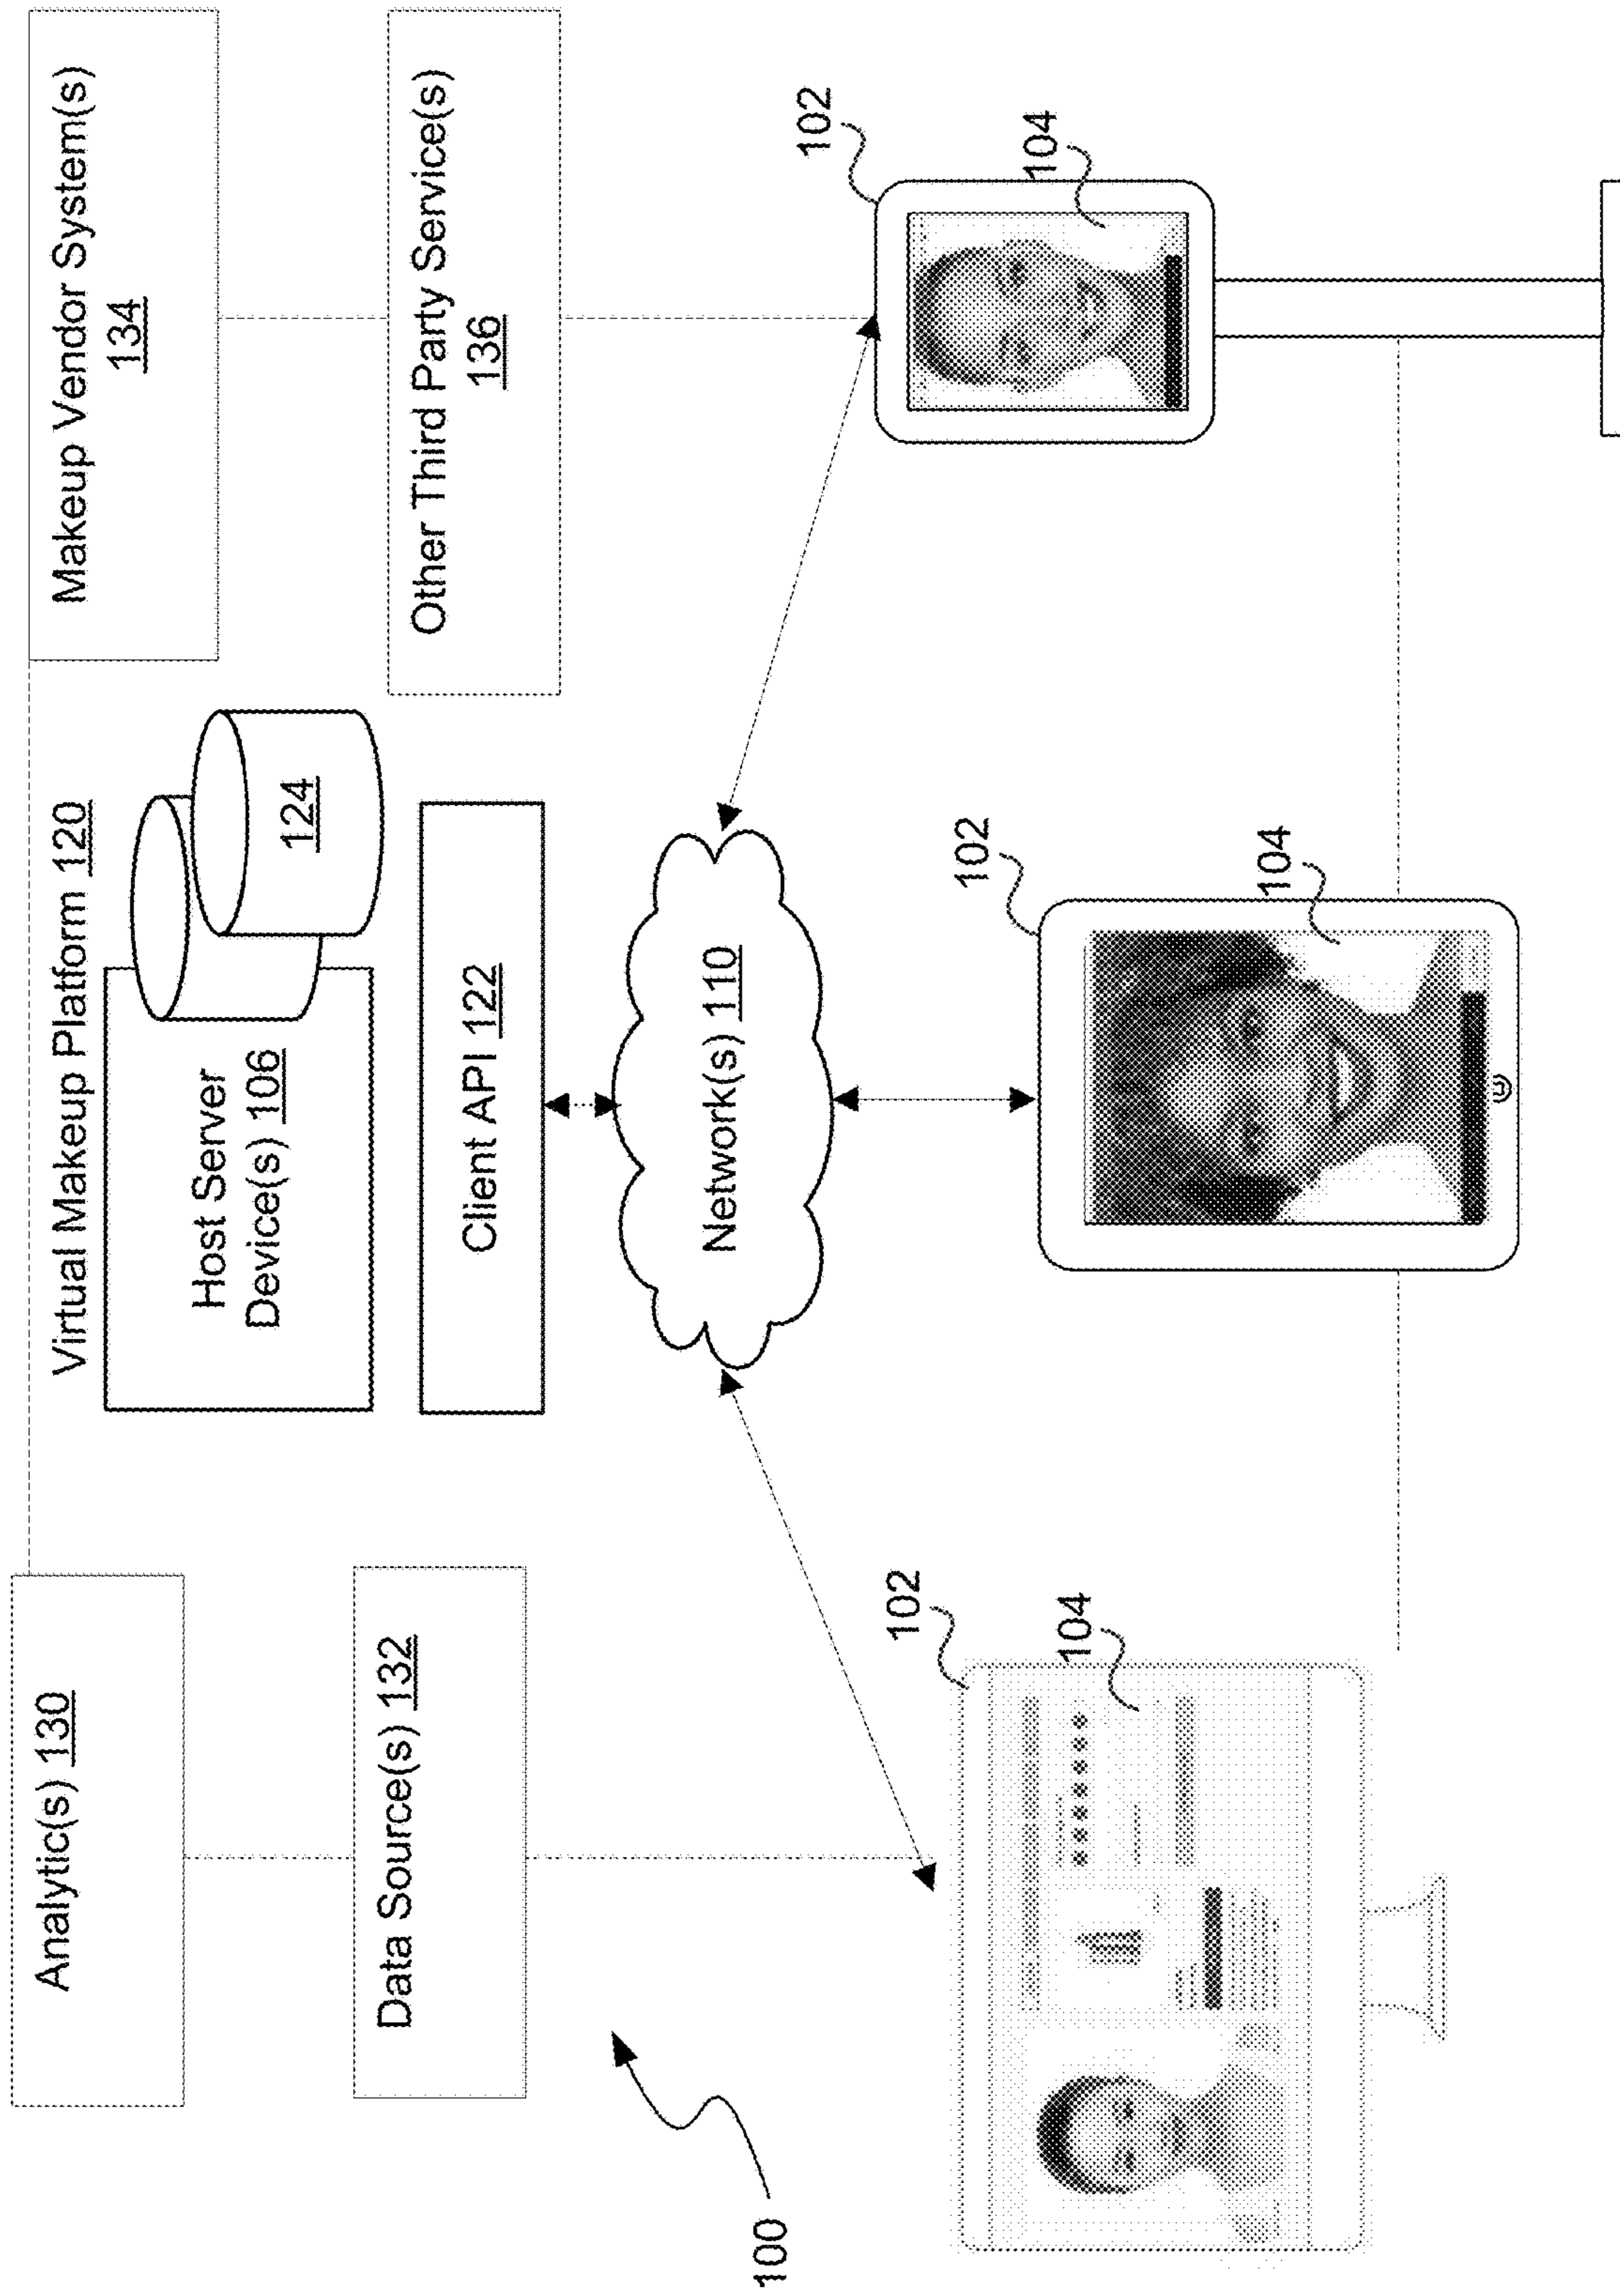 Analytic(s) 130
Data Source(s) 132
Virtual Makeup Platform 120
Host Server
Device(s) 106
124
Client API 122
Makeup Vendor System(s)
134
Other Third Party Service(s)
136
Network(s) 110
100
102
104
102
104
102
104